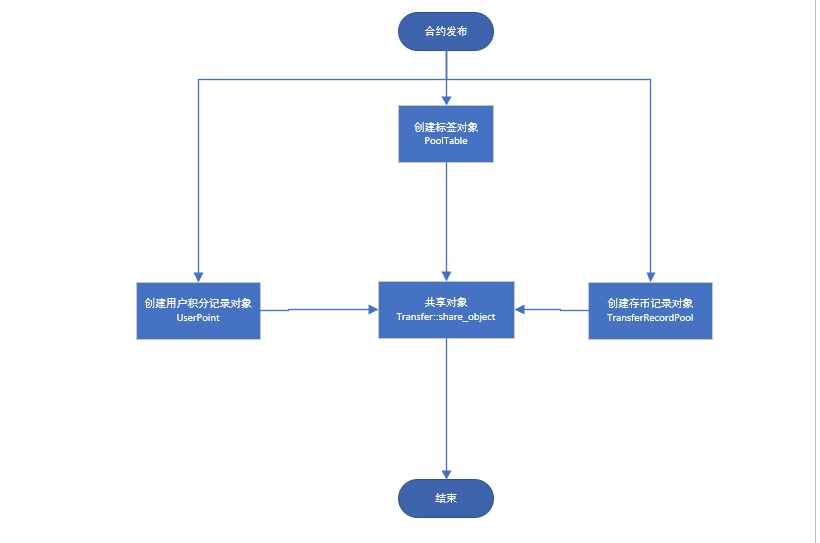 合约发布
创建标签对象
PoolTable
创建用户积分记录对象
UserPoint
共享对象
Transfer::share_object
创建存币记录对象
TransferRecordPool
结束